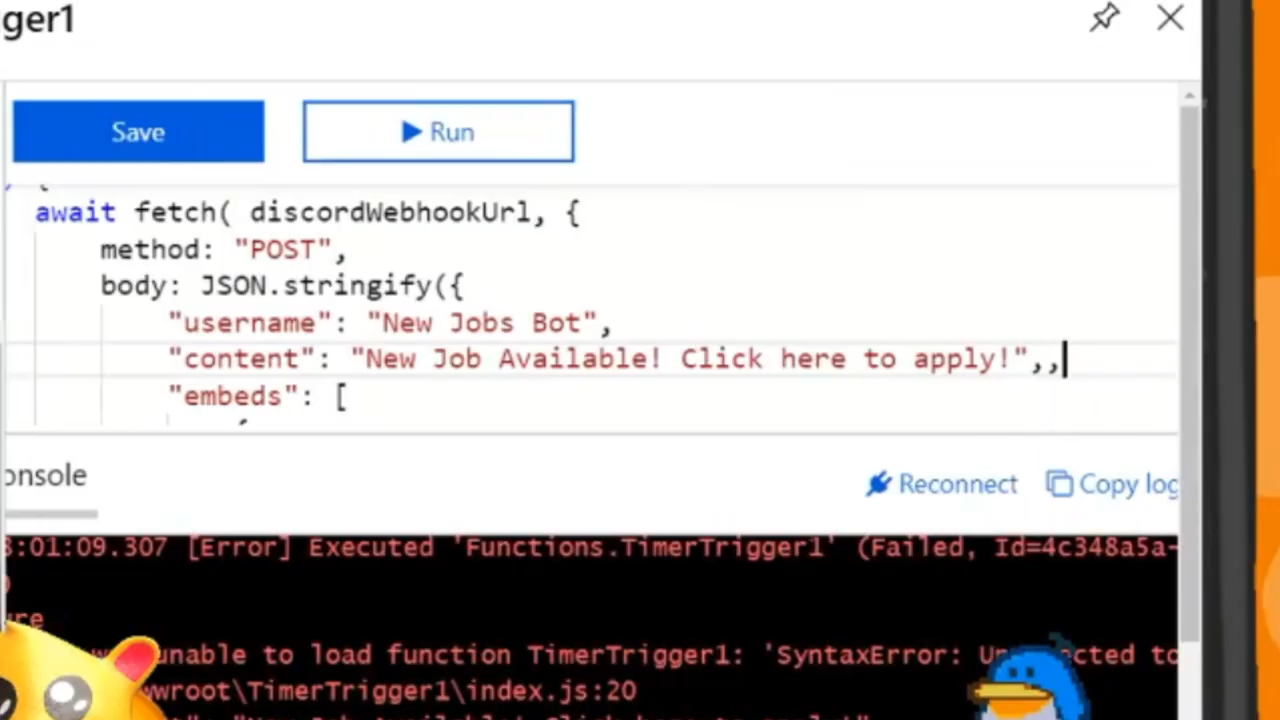 ger1
Save
Run
await fetch( discordWebhookUrl, {
method: "POST",
body: JSON.stringify({
"username": "New Jobs Bot",
"content": "New Job Available! Click here to apply!",,
"embeds": [
onsole
Reconnect
Copy log
3:01:09.307 [Error] Executed 'Functions.TimerTrigger1' (Failed, Id=4c348a5a-
ure
unable to load function TimerTrigger1: 'SyntaxError:
wwroot\TimerTrigger1\index.js:20